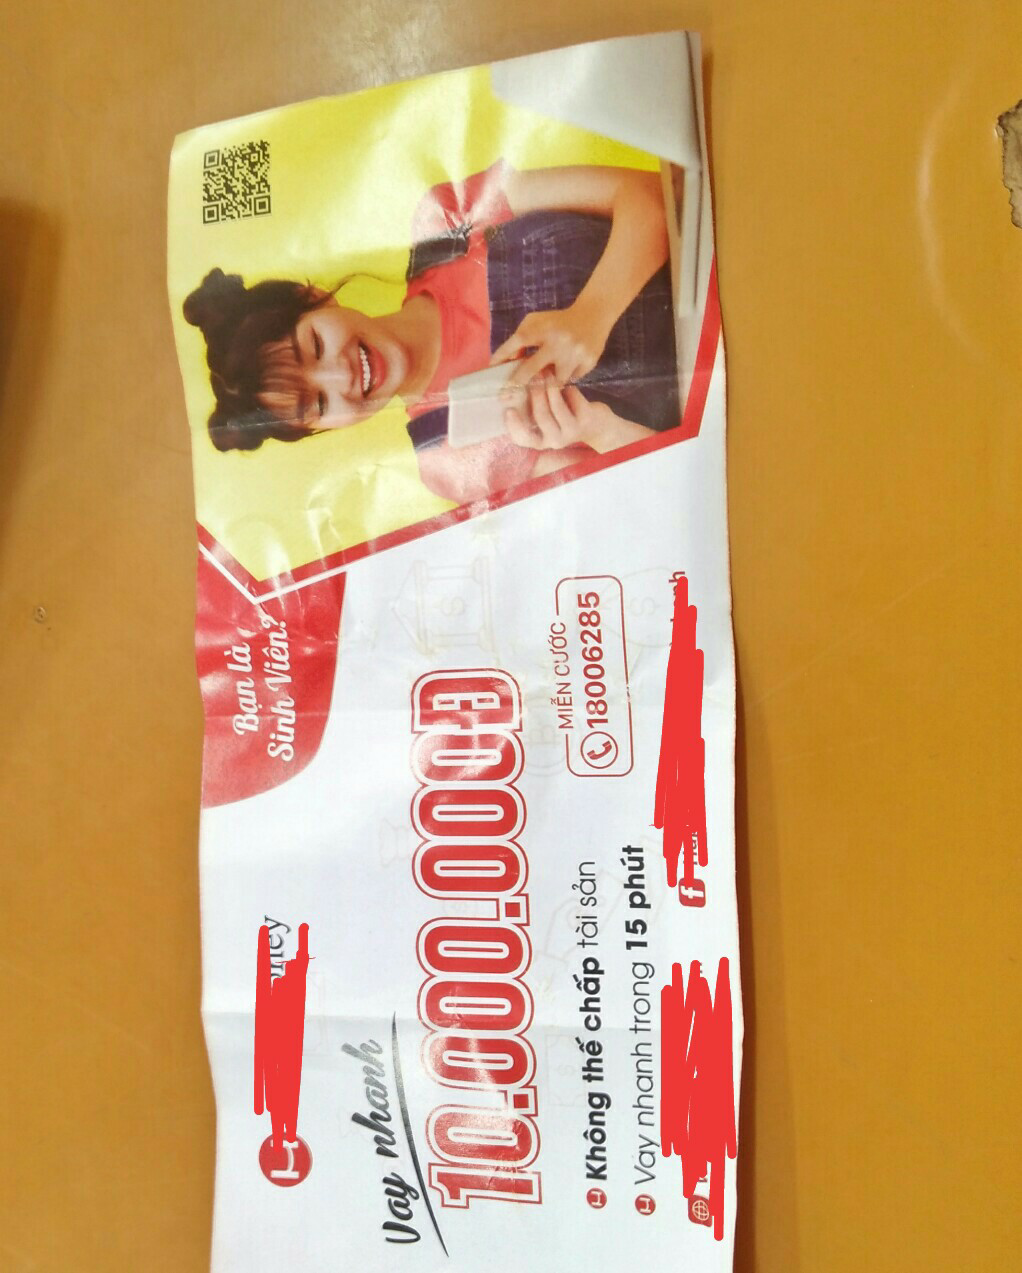 Bạn là
Sinh Viên?
Vay nhanh
10.000.000Đ
Không thế chấp tài sản
Vay nhanh trong 15 phút
MIỄN CƯỚC
18006285